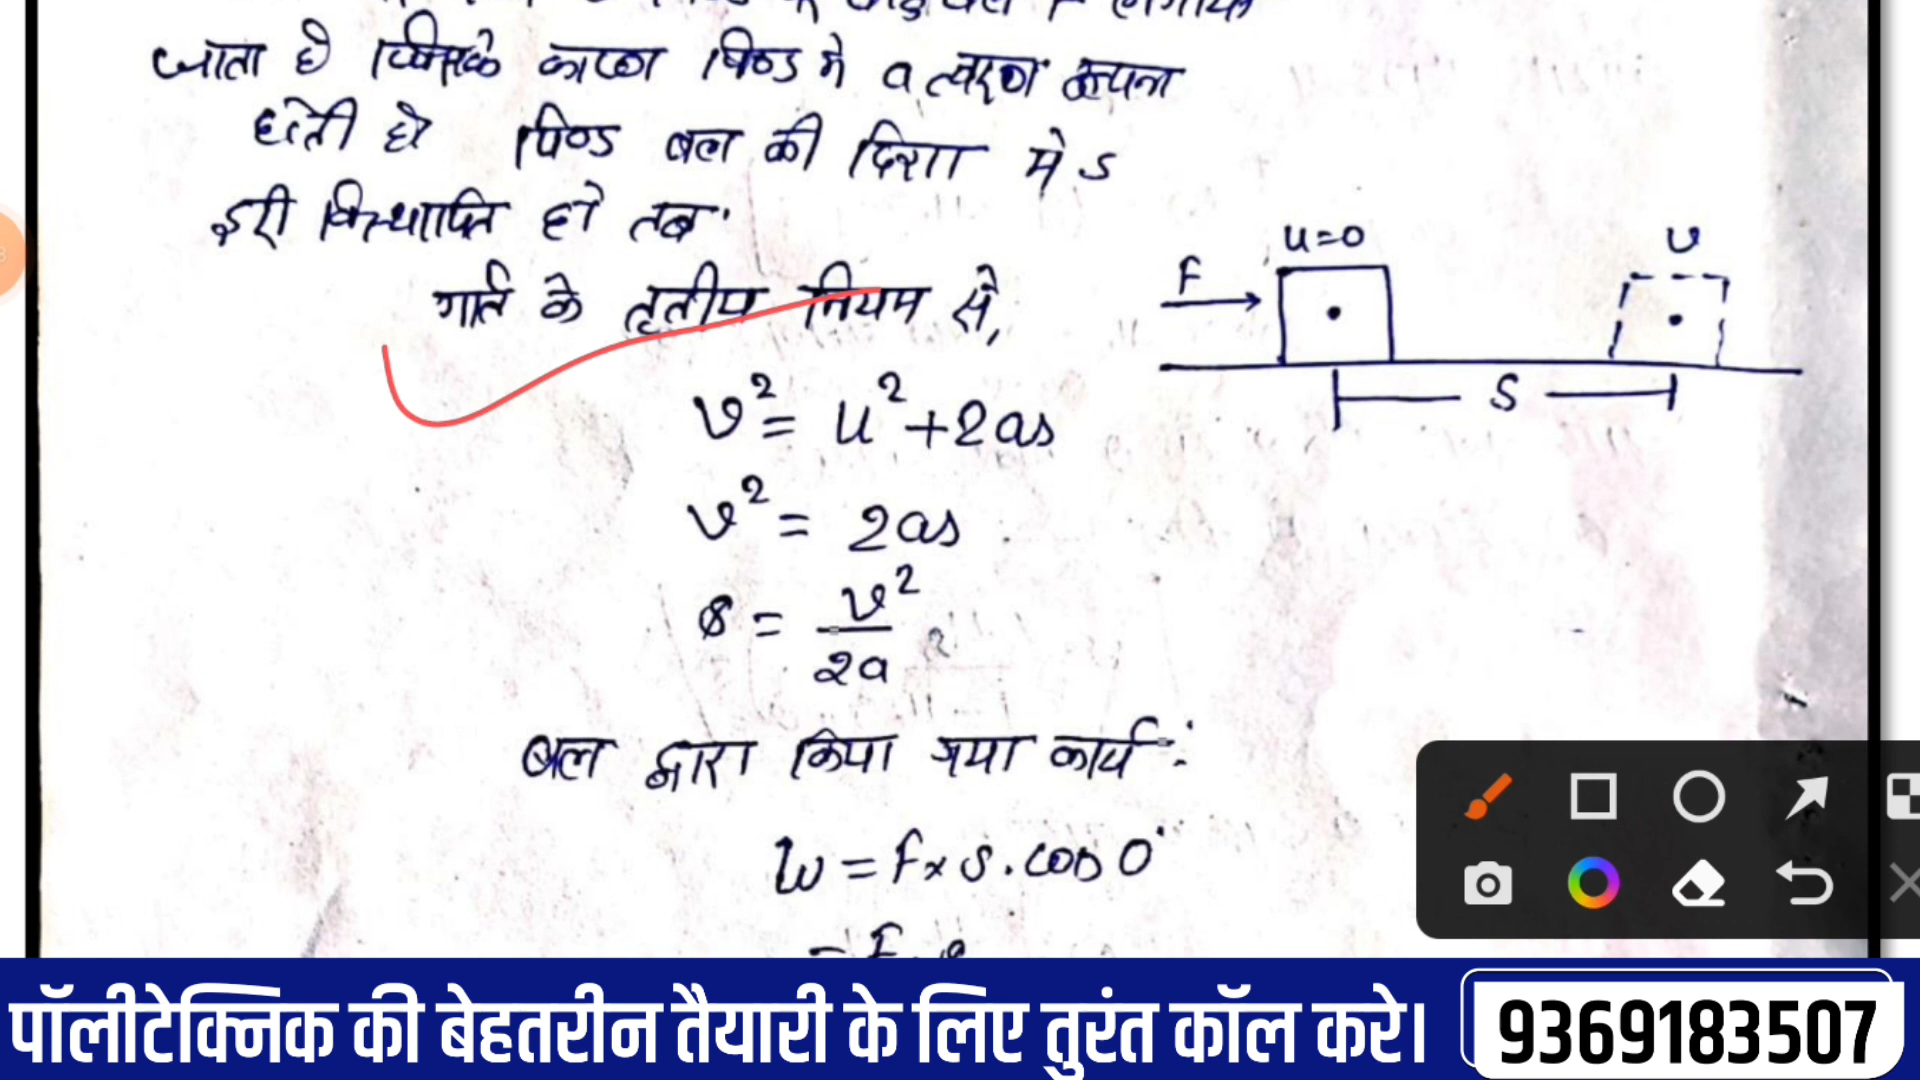 जाता है जिसके कारण पिण्ड मे a त्वरण उत्पन्न
होती हो पिण्ड बल की दिशा मे s
दूरी विस्थापित हो तब
गति के तृतीय नियम से,
u=0
v
F
S
v² = u² + 2as
v² = 2as
s = v²/2a
बल द्वारा किया गया कार्य :
W = F × s . cos 0°
पॉलीटेक्निक की बेहतरीन तैयारी के लिए तुरंत कॉल करे।
9369183507